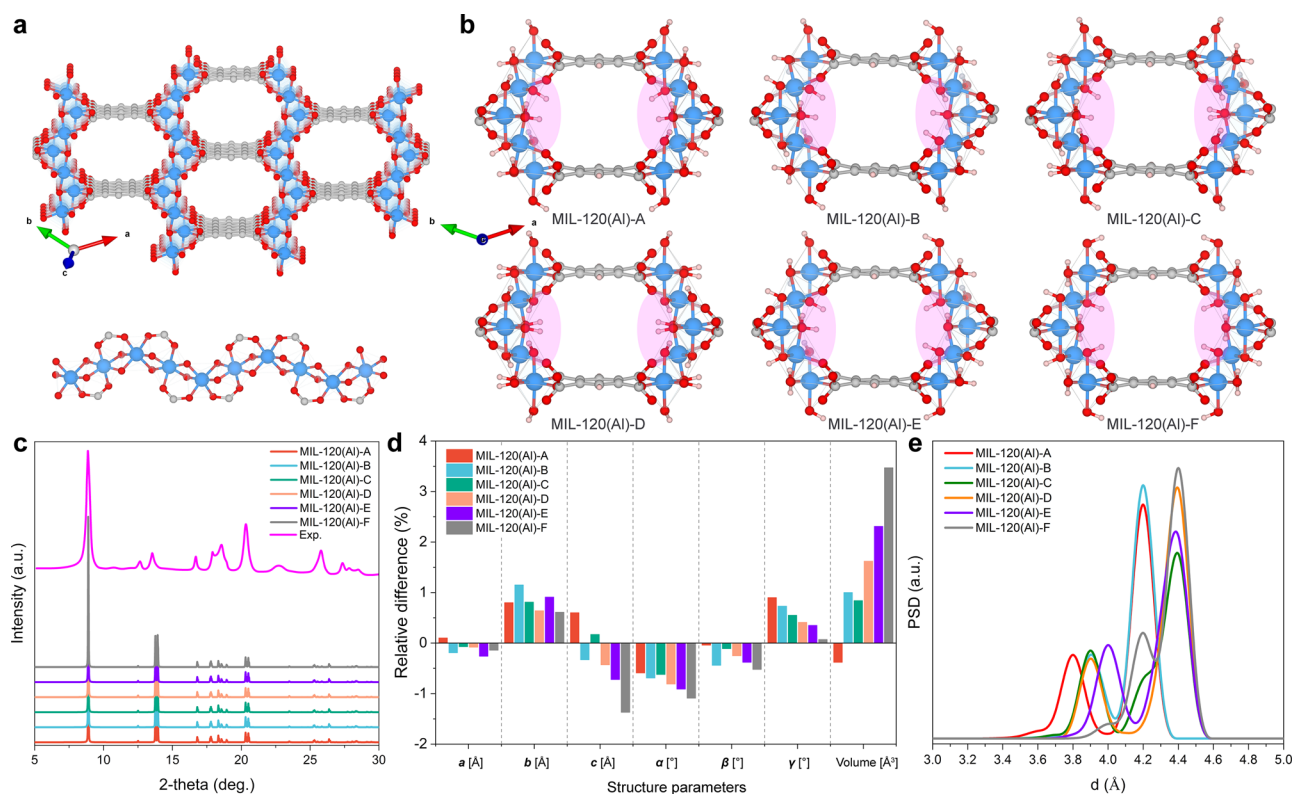 a
b
a
c
b
MIL-120(Al)-A
MIL-120(Al)-B
MIL-120(Al)-C
b
a
c
MIL-120(Al)-D
MIL-120(Al)-E
MIL-120(Al)-F
c
MIL-120(Al)-A
MIL-120(Al)-B
MIL-120(Al)-C
MIL-120(Al)-D
MIL-120(Al)-E
MIL-120(Al)-F
Exp.
Intensity (a.u.)
5 10 15 20 25 30
2-theta (deg.)
d
MIL-120(Al)-A
MIL-120(Al)-B
MIL-120(Al)-C
MIL-120(Al)-D
MIL-120(Al)-E
MIL-120(Al)-F
Relative difference (%)
4
3
2
1
0
-1
-2
a [Å] b [Å] c [Å] α [°] β [°] γ [°] Volume [Å³]
Structure parameters
e
MIL-120(Al)-A
MIL-120(Al)-B
MIL-120(Al)-C
MIL-120(Al)-D
MIL-120(Al)-E
MIL-120(Al)-F
PSD (a.u.)
3.0 3.2 3.4 3.6 3.8 4.0 4.2 4.4 4.6 4.8 5.0
d (Å)